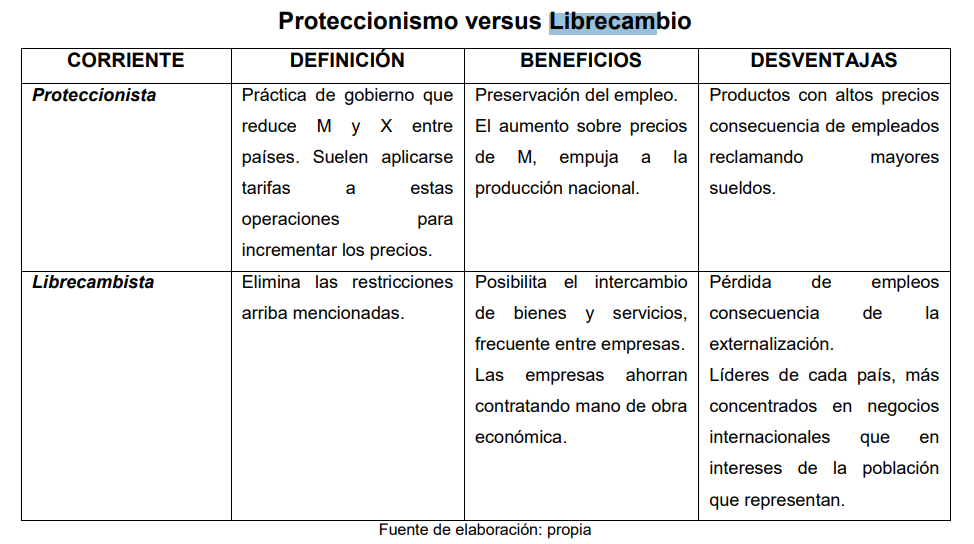 Proteccionismo versus Librecambio
CORRIENTE
DEFINICIÓN
BENEFICIOS
DESVENTAJAS
Proteccionista
Práctica de gobierno que
reduce M y X entre
países. Suelen aplicarse
tarifas a estas
operaciones para
incrementar los precios.
Preservación del empleo.
El aumento sobre precios
de M, empuja a la
producción nacional.
Productos con altos precios
consecuencia de empleados
reclamando mayores
sueldos.
Librecambista
Elimina las restricciones
arriba mencionadas.
Posibilita el intercambio
de bienes y servicios,
frecuente entre empresas.
Las empresas ahorran
contratando mano de obra
económica.
Pérdida de empleos
consecuencia de la
externalización.
Líderes de cada país, más
concentrados en negocios
internacionales que en
intereses de la población
que representan.
Fuente de elaboración: propia